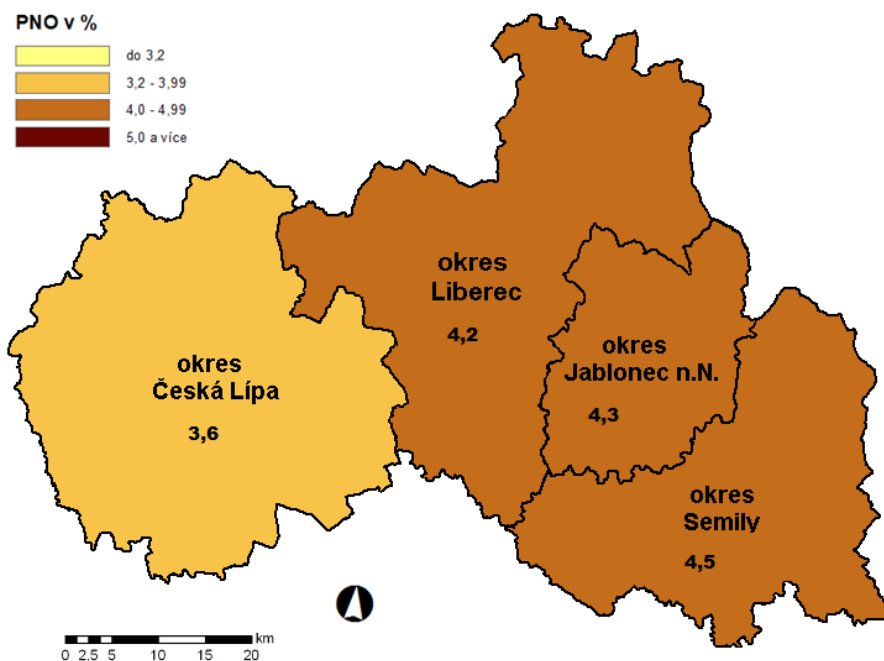 PNO v %
do 3,2
3,2 - 3,99
4,0 - 4,99
5,0 a více
okres
Liberec
4,2
okres
Jablonec n.N.
4,3
okres
Česká Lípa
3,6
okres
Semily
4,5
km
0 2,5 5 10 15 20